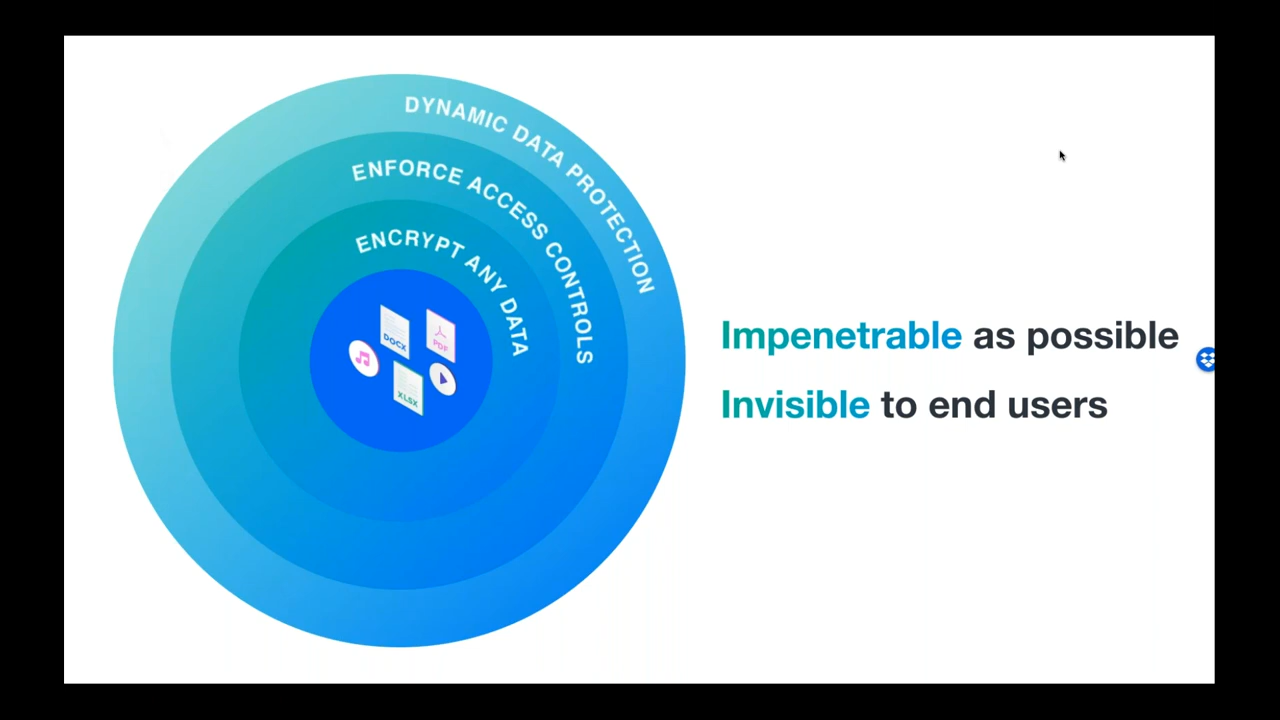 DYNAMIC DATA PROTECTION
ENFORCE ACCESS CONTROLS
ENCRYPT ANY DATA
DOCX
PDF
XLSX
Impenetrable as possible
Invisible to end users